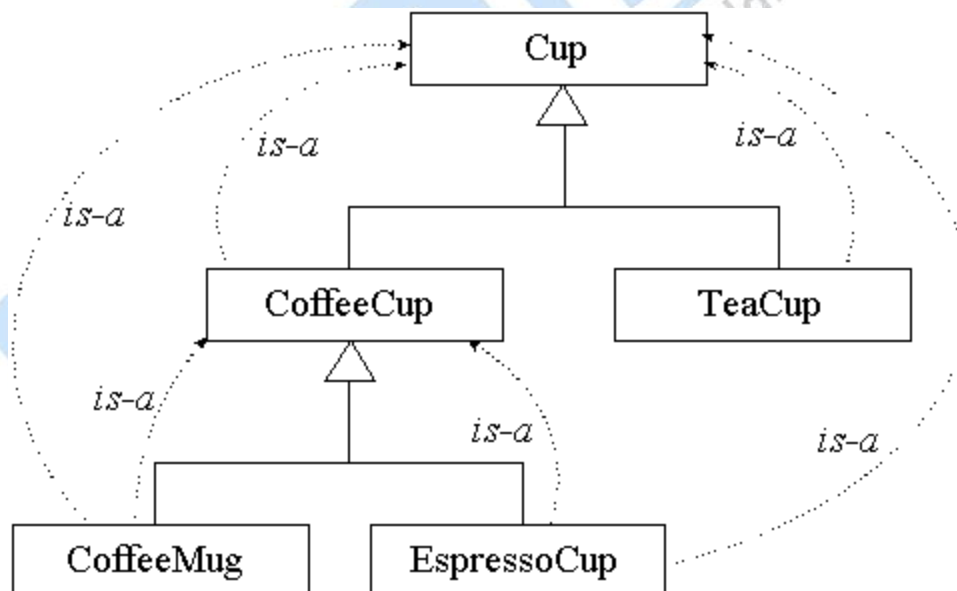 Cup
is-a
is-a
is-a
CoffeeCup
TeaCup
is-a
is-a
is-a
CoffeeMug
EspressoCup